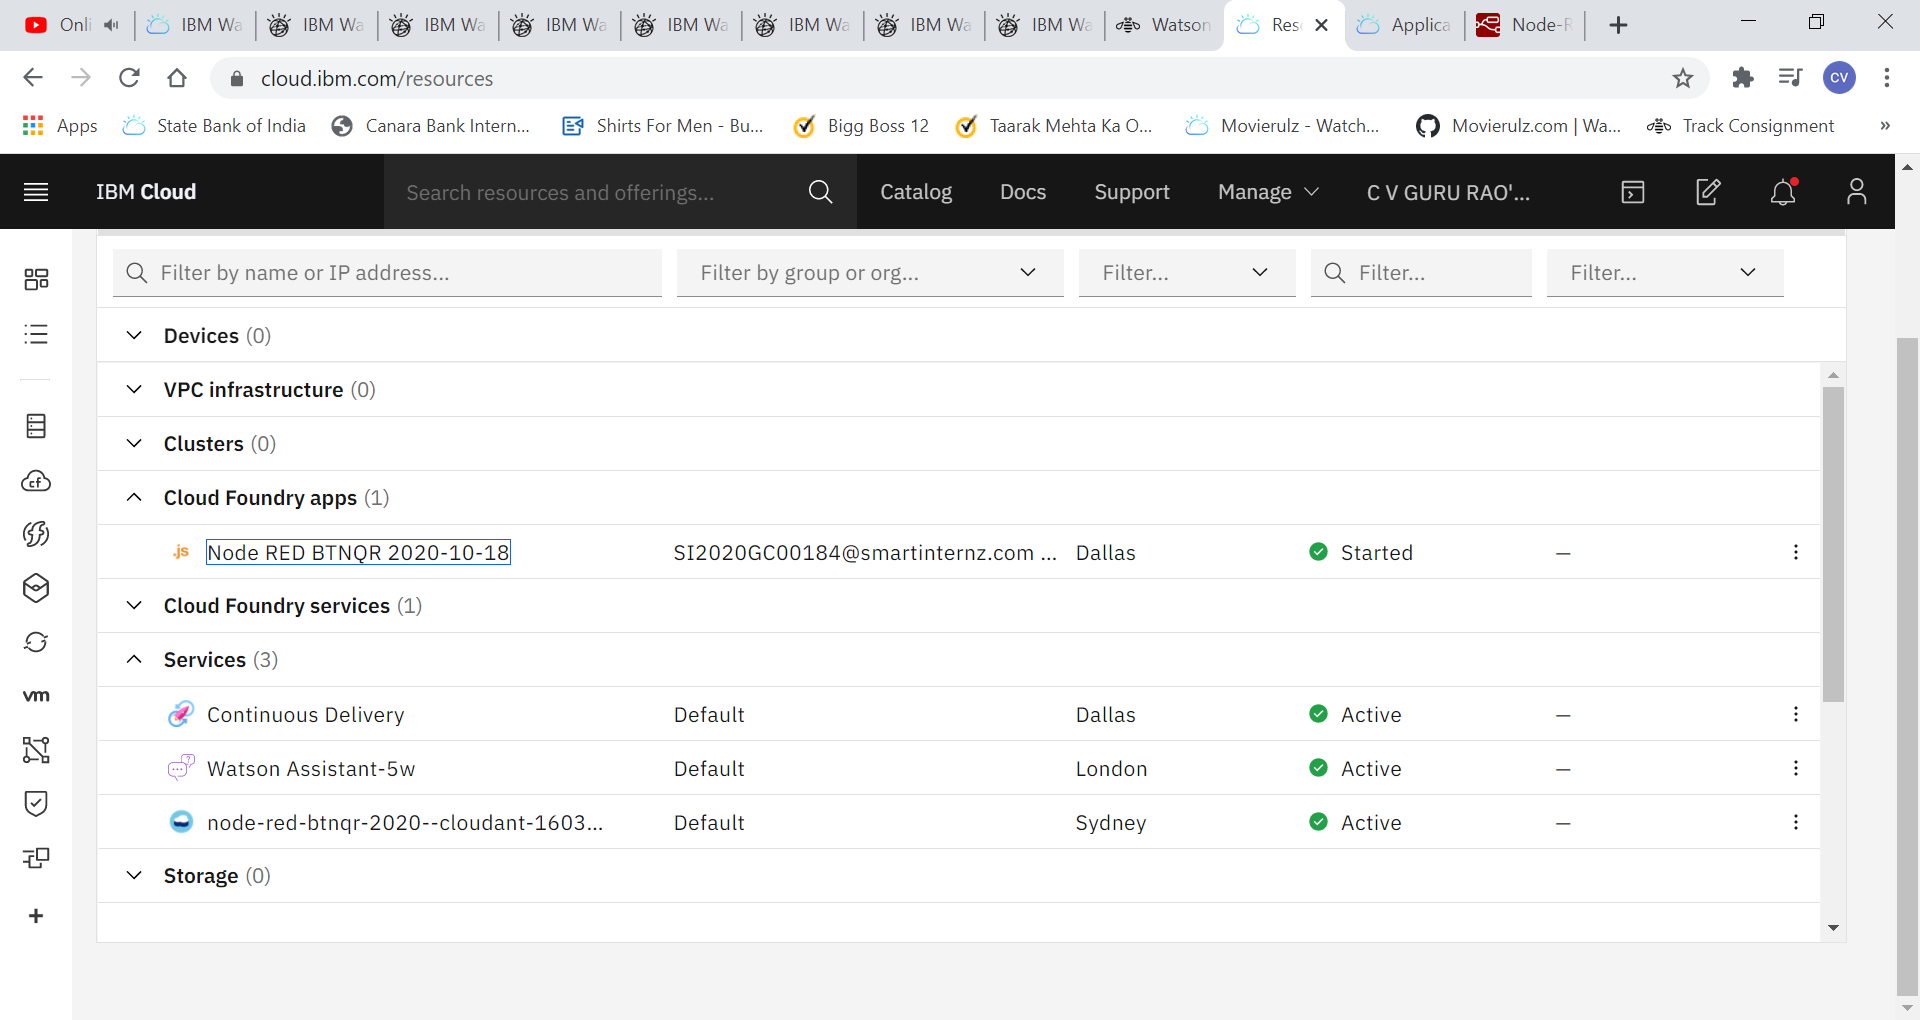 Onli
IBM Wa
IBM Wa
IBM Wa
IBM Wa
IBM Wa
IBM Wa
IBM Wa
IBM Wa
Watson
Res
Applica
Node-R
cloud.ibm.com/resources
CV
Apps
State Bank of India
Canara Bank Intern...
Shirts For Men - Bu...
Bigg Boss 12
Taarak Mehta Ka O...
Movierulz - Watch...
Movierulz.com | Wa...
Track Consignment
»
IBM Cloud
Search resources and offerings...
Catalog
Docs
Support
Manage
C V GURU RAO'...
Filter by name or IP address...
Filter by group or org...
Filter...
Filter...
Filter...
Devices (0)
VPC infrastructure (0)
Clusters (0)
Cloud Foundry apps (1)
.js Node RED BTNQR 2020-10-18 SI2020GC00184@smartinternz.com ... Dallas Started –
Cloud Foundry services (1)
Services (3)
Continuous Delivery Default Dallas Active –
Watson Assistant-5w Default London Active –
node-red-btnqr-2020--cloudant-1603... Default Sydney Active –
Storage (0)
cf
vm